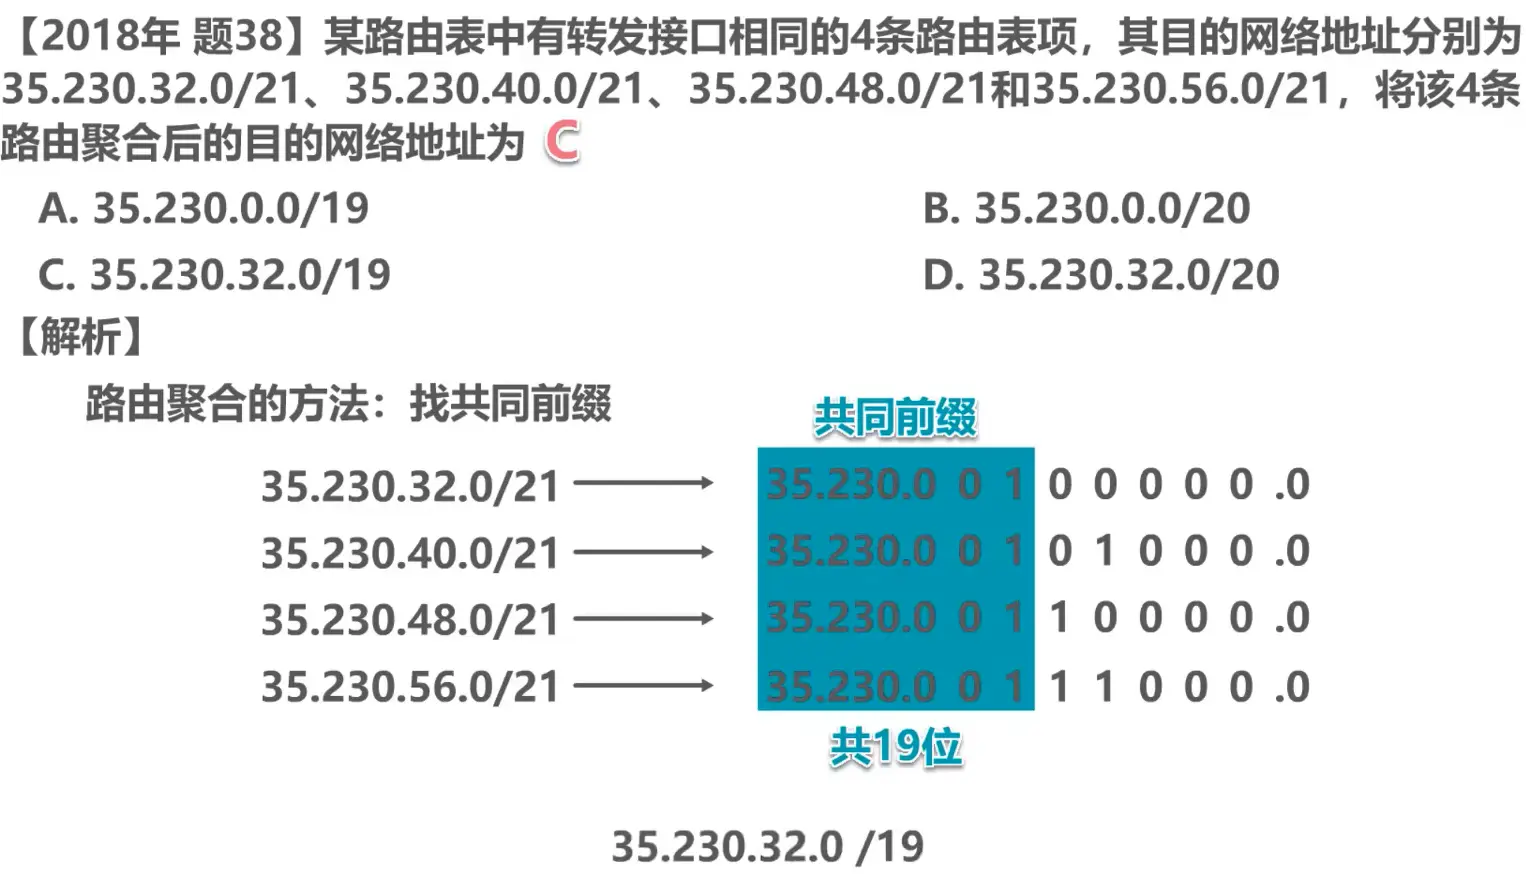 【2018年 题38】某路由表中有转发接口相同的4条路由表项，其目的网络地址分别为
35.230.32.0/21、35.230.40.0/21、35.230.48.0/21和35.230.56.0/21，将该4条
路由聚合后的目的网络地址为 C
A. 35.230.0.0/19 B. 35.230.0.0/20
C. 35.230.32.0/19 D. 35.230.32.0/20
【解析】
路由聚合的方法：找共同前缀
共同前缀
35.230.32.0/21 35.230.0 0 1 0 0 0 0 0 .0
35.230.40.0/21 35.230.0 0 1 0 1 0 0 0 .0
35.230.48.0/21 35.230.0 0 1 1 0 0 0 0 .0
35.230.56.0/21 35.230.0 0 1 1 1 0 0 0 .0
共19位
35.230.32.0 /19